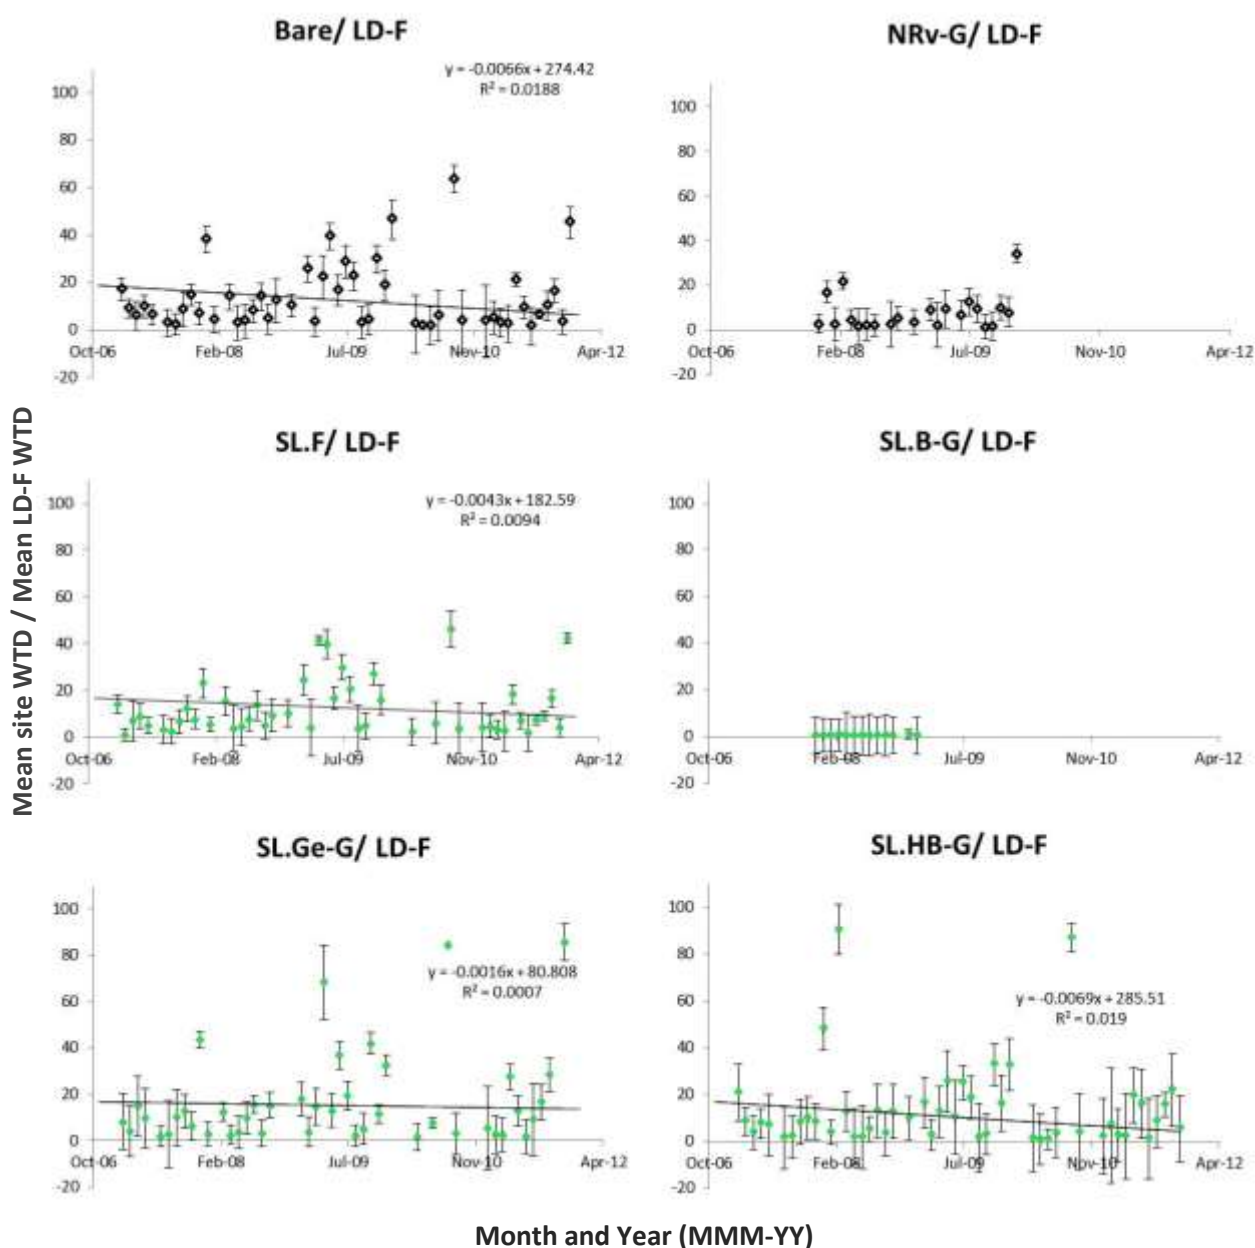 Bare/ LD-F
y = -0.0066x + 274.42
R² = 0.0188
100
80
60
40
20
0
-20
Oct-06 Feb-08 Jul-09 Nov-10 Apr-12
NRv-G/ LD-F
100
80
60
40
20
0
-20
Oct-06 Feb-08 Jul-09 Nov-10 Apr-12
Mean site WTD / Mean LD-F WTD
SL.F/ LD-F
y = -0.0043x + 182.59
R² = 0.0094
100
80
60
40
20
0
-20
Oct-06 Feb-08 Jul-09 Nov-10 Apr-12
SL.B-G/ LD-F
100
80
60
40
20
0
-20
Oct-06 Feb-08 Jul-09 Nov-10 Apr-12
SL.Ge-G/ LD-F
100
80
60
40
20
0
-20
y = -0.0016x + 80.808
R² = 0.0007
Oct-06 Feb-08 Jul-09 Nov-10 Apr-12
SL.HB-G/ LD-F
100
80
60
40
20
0
-20
y = -0.0069x + 285.51
R² = 0.019
Oct-06 Feb-08 Jul-09 Nov-10 Apr-12
Month and Year (MMM-YY)